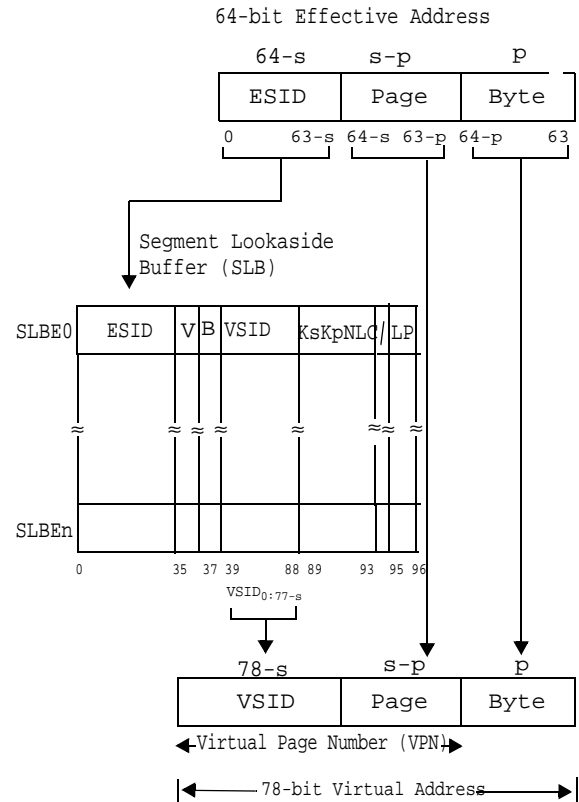 64-bit Effective Address
64-s s-p p
ESID Page Byte
0 63-s 64-s 63-p 64-p 63
Segment Lookaside
Buffer (SLB)
SLBE0 ESID V B VSID KsKpNLC / LP
SLBEn
0 35 37 39 88 89 93 95 96
VSID0:77-s
78-s s-p p
VSID Page Byte
Virtual Page Number (VPN)
78-bit Virtual Address